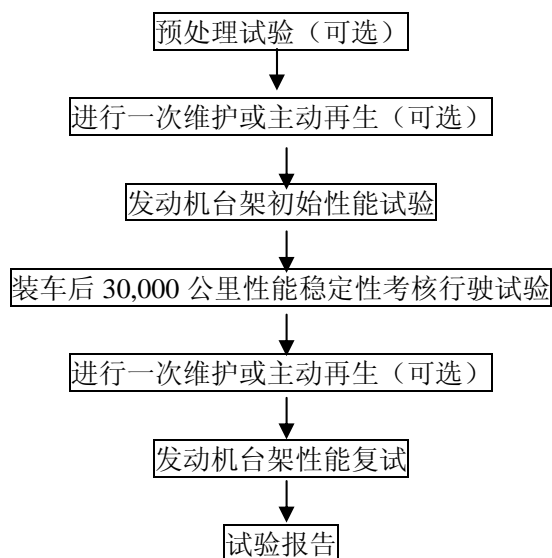 预处理试验（可选）
进行一次维护或主动再生（可选）
发动机台架初始性能试验
装车后 30,000 公里性能稳定性考核行驶试验
进行一次维护或主动再生（可选）
发动机台架性能复试
试验报告